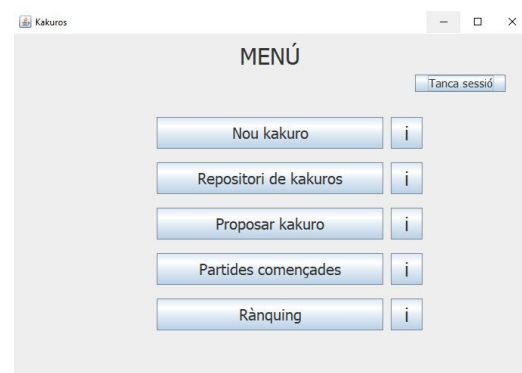 Kakuros
MENÚ
Tanca sessió
Nou kakuro i
Repositori de kakuros i
Proposar kakuro i
Partides començades i
Rànquing i